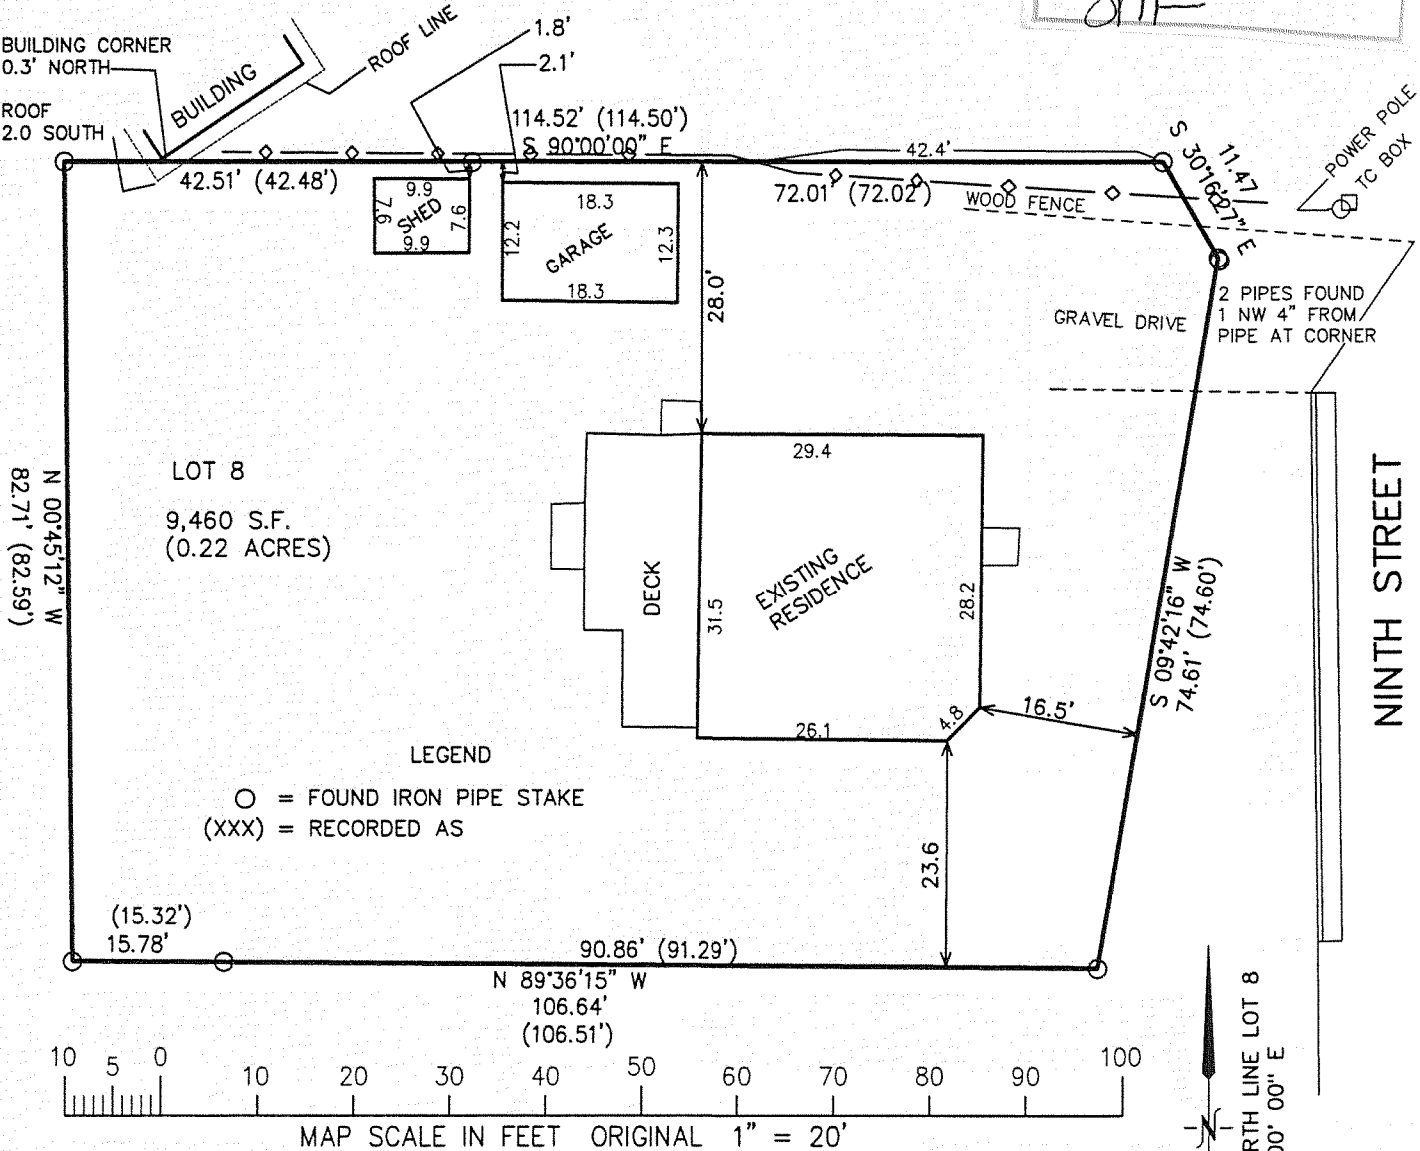 BUILDING CORNER
0.3' NORTH
ROOF
2.0 SOUTH
BUILDING
ROOF LINE
1.8'
2.1'
114.52' (114.50')
S 90°00'00" E
42.4'
42.51' (42.48')
72.01' (72.02')
WOOD FENCE
S 30°16'27" E
11.47
POWER POLE
TC BOX
9.9
7.6
SHED
7.6
9.9
18.3
12.2
GARAGE
12.3
18.3
28.0'
GRAVEL DRIVE
2 PIPES FOUND
1 NW 4" FROM
PIPE AT CORNER
LOT 8
9,460 S.F.
(0.22 ACRES)
N 00°45'12" W
82.71' (82.59')
DECK
29.4
31.5
EXISTING
RESIDENCE
28.2
26.1
4.8
16.5'
S 09°42'16" W
74.61' (74.60')
NINTH STREET
23.6
LEGEND
= FOUND IRON PIPE STAKE
(XXX) = RECORDED AS
(15.32')
15.78'
90.86' (91.29')
N 89°36'15" W
106.64'
(106.51')
10 5 0 10 20 30 40 50 60 70 80 90 100
MAP SCALE IN FEET ORIGINAL 1" = 20'
N
RTH LINE LOT 8
00' 00" E